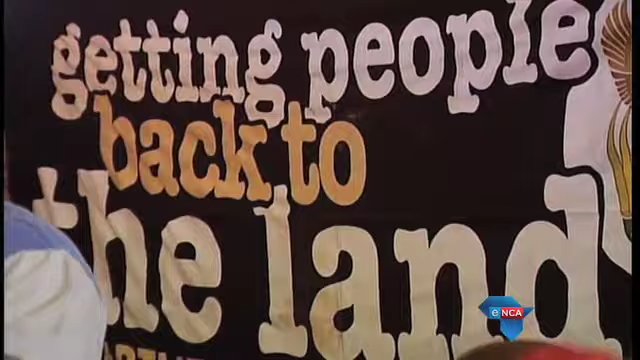 getting people
back to
the land
eNCA